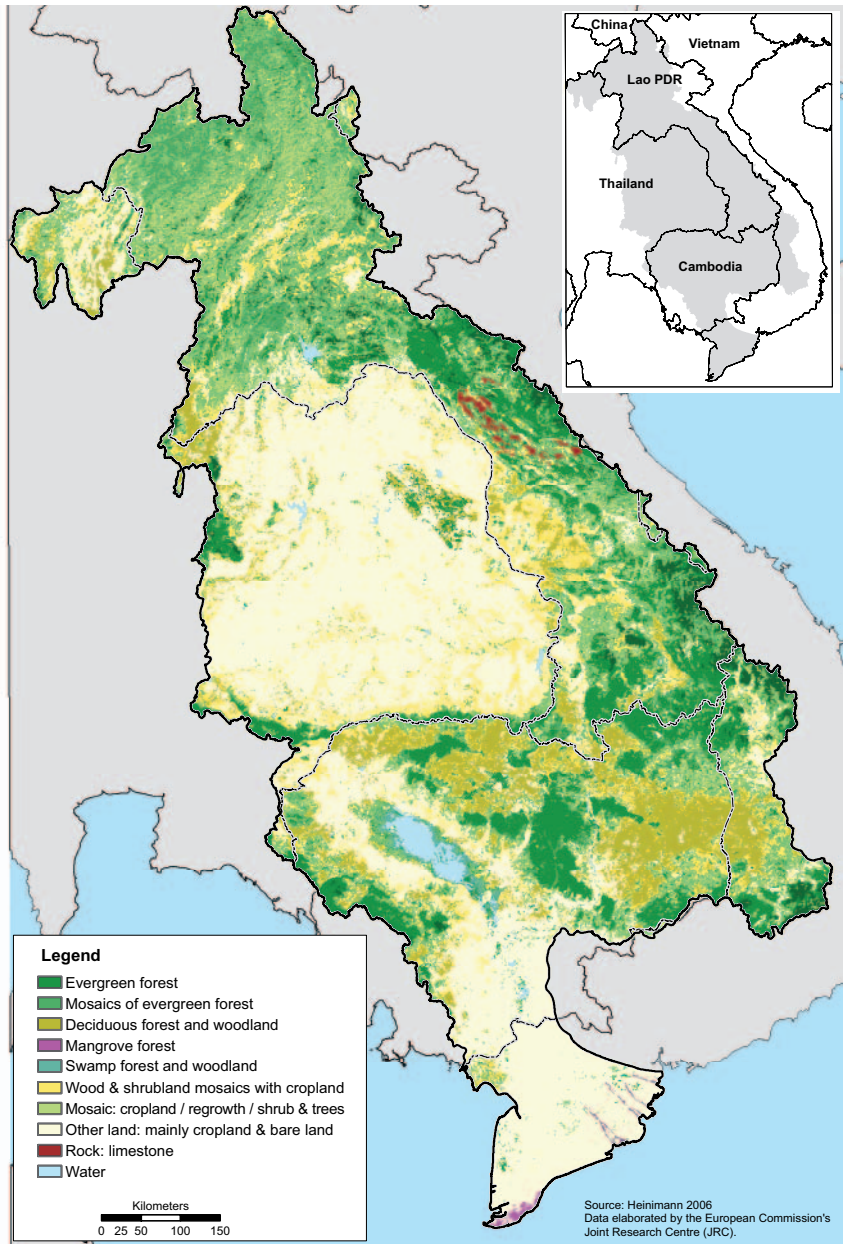 China
Vietnam
Lao PDR
Thailand
Cambodia
Legend
Evergreen forest
Mosaics of evergreen forest
Deciduous forest and woodland
Mangrove forest
Swamp forest and woodland
Wood & shrubland mosaics with cropland
Mosaic: cropland / regrowth / shrub & trees
Other land: mainly cropland & bare land
Rock: limestone
Water
Kilometers
0 25 50 100 150
Source: Heinimann 2006
Data elaborated by the European Commission's
Joint Research Centre (JRC).